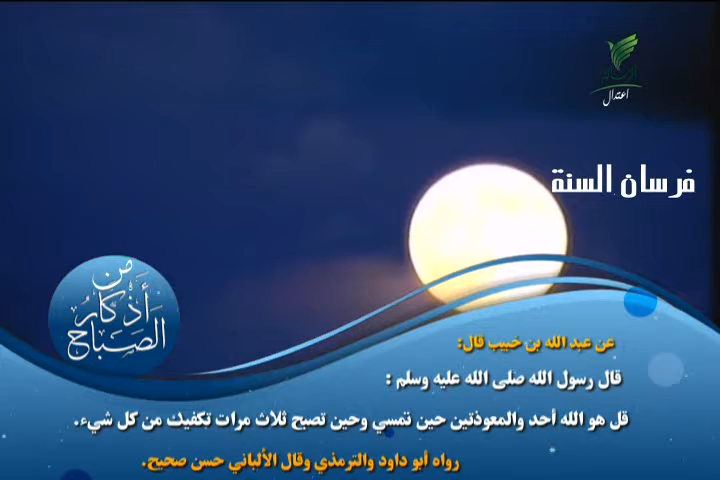 اعتدال
فرسان السنة
من
أذكار
الصباح
عن عبد الله بن خبيب قال:
قال رسول الله صلى الله عليه وسلم :
قل هو الله أحد والمعوذتين حين تمسي وحين تصبح ثلاث مرات تكفيك من كل شيء.
رواه أبو داود والترمذي وقال الألباني حسن صحيح.